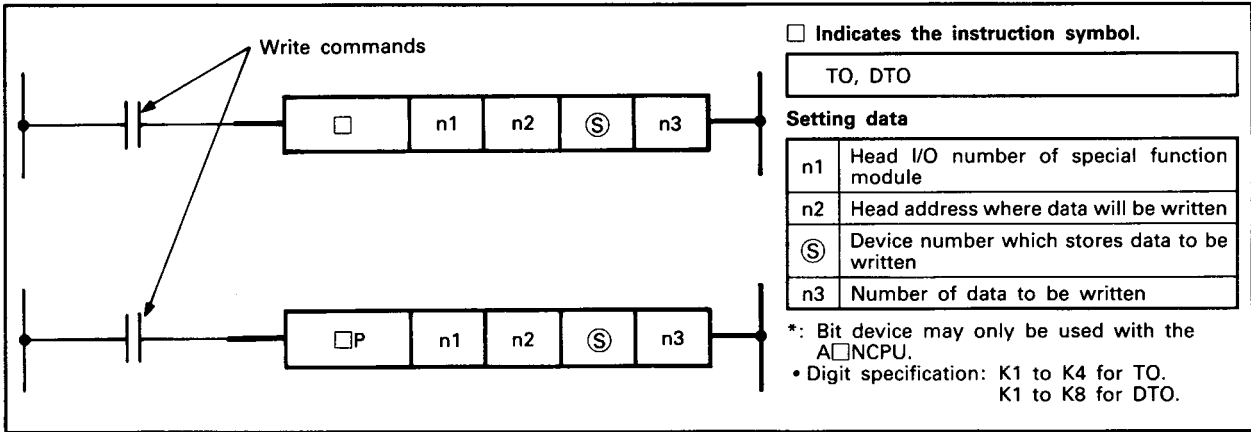 Write commands
□ n1 n2 Ⓢ n3
□P n1 n2 Ⓢ n3
□ Indicates the instruction symbol.
TO, DTO
Setting data
n1 Head I/O number of special function
module
n2 Head address where data will be written
Ⓢ Device number which stores data to be
written
n3 Number of data to be written
*: Bit device may only be used with the
A□NCPU.
• Digit specification: K1 to K4 for TO.
K1 to K8 for DTO.